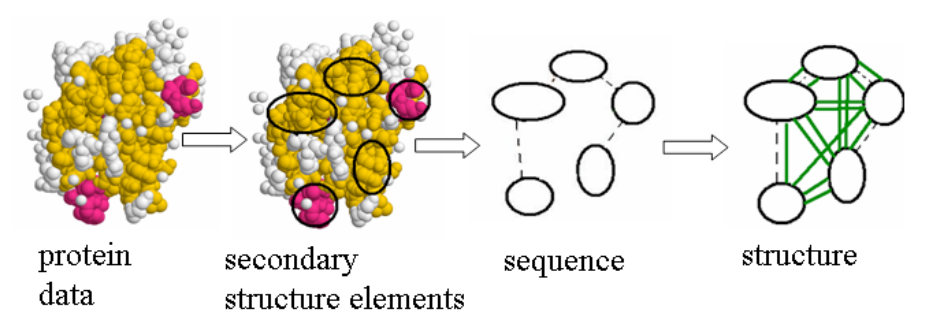 protein
data
secondary
structure elements
sequence
structure